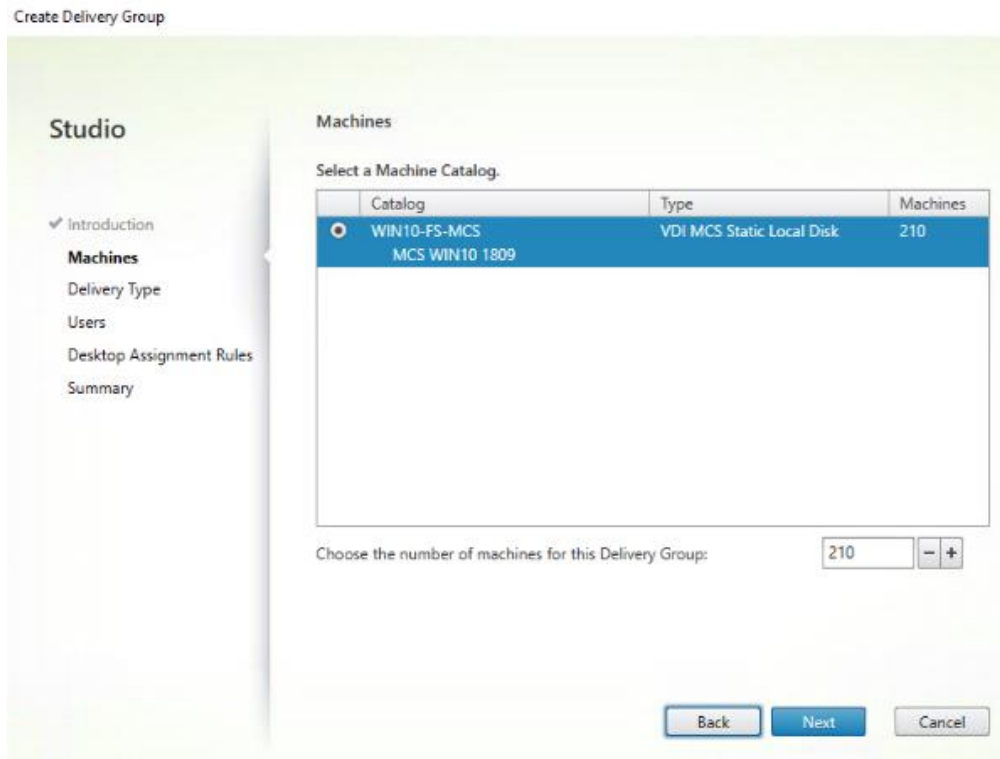 Create Delivery Group
Studio
Introduction
Machines
Delivery Type
Users
Desktop Assignment Rules
Summary
Machines
Select a Machine Catalog.
Catalog Type Machines
WIN10-FS-MCS VDI MCS Static Local Disk 210
MCS WIN10 1809
Choose the number of machines for this Delivery Group: 210 - +
Back Next Cancel